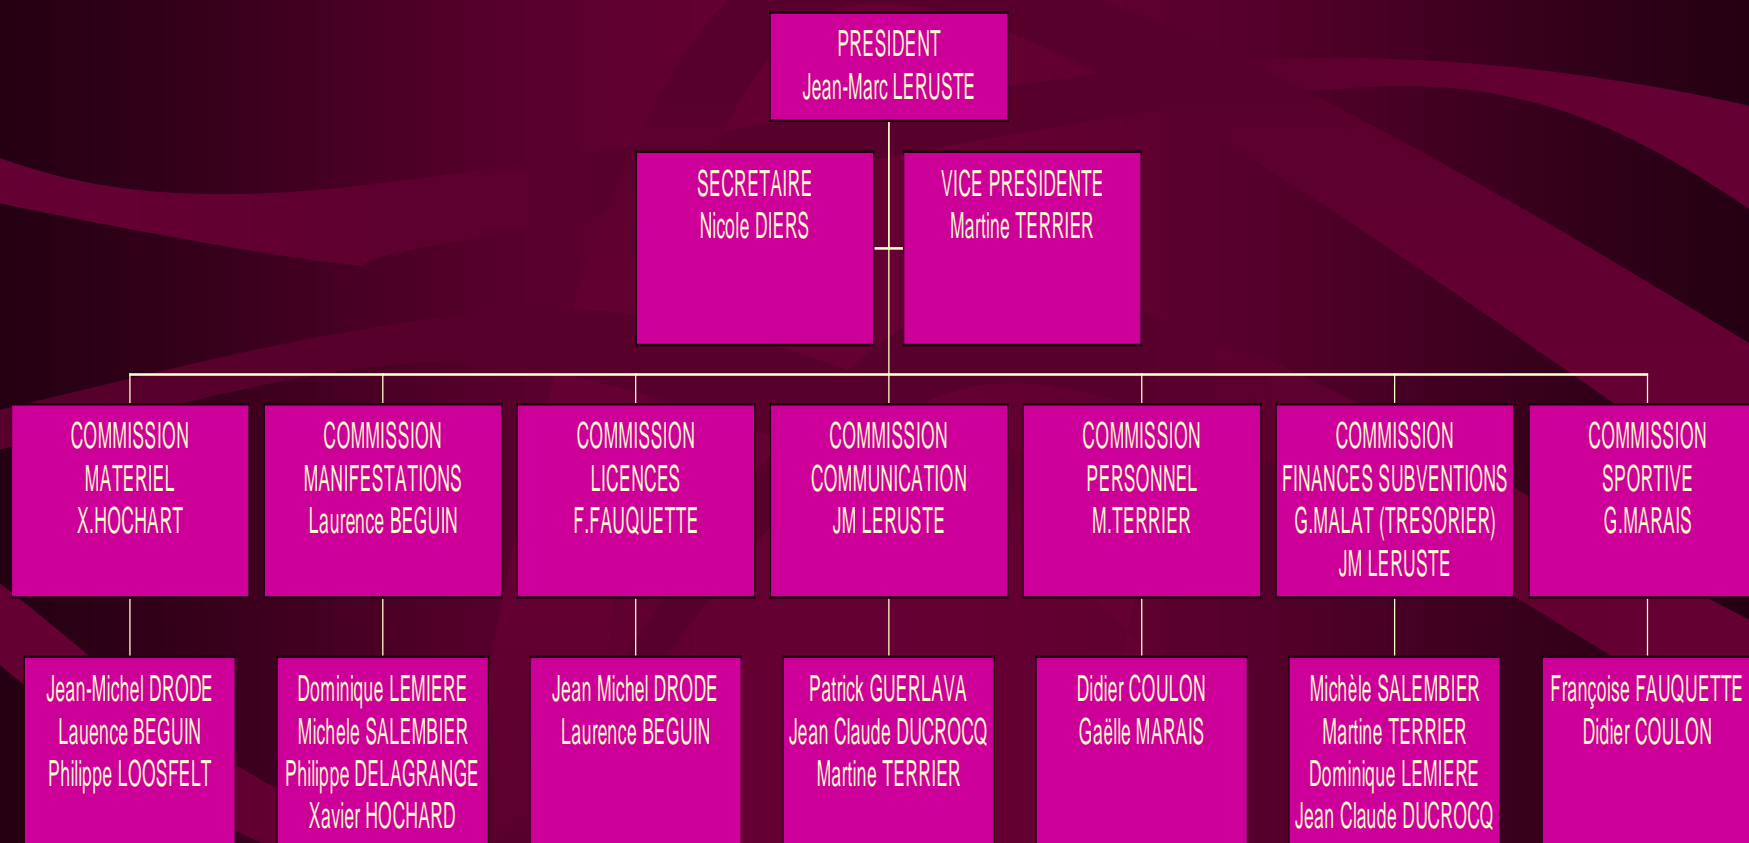 PRESIDENT
Jean-Marc LERUSTE
SECRETAIRE
Nicole DIERS
VICE PRESIDENTE
Martine TERRIER
COMMISSION
MATERIEL
X.HOCHART
COMMISSION
MANIFESTATIONS
Laurence BEGUIN
COMMISSION
LICENCES
F.FAUQUETTE
COMMISSION
COMMUNICATION
JM LERUSTE
COMMISSION
PERSONNEL
M.TERRIER
COMMISSION
FINANCES SUBVENTIONS
G.MALAT (TRESORIER)
JM LERUSTE
COMMISSION
SPORTIVE
G.MARAIS
Jean-Michel DRODE
Lauence BEGUIN
Philippe LOOSFELT
Dominique LEMIERE
Michele SALEMBIER
Philippe DELAGRANGE
Xavier HOCHARD
Jean Michel DRODE
Laurence BEGUIN
Patrick GUERLAVA
Jean Claude DUCROCQ
Martine TERRIER
Didier COULON
Gaëlle MARAIS
Michèle SALEMBIER
Martine TERRIER
Dominique LEMIERE
Jean Claude DUCROCQ
Françoise FAUQUETTE
Didier COULON